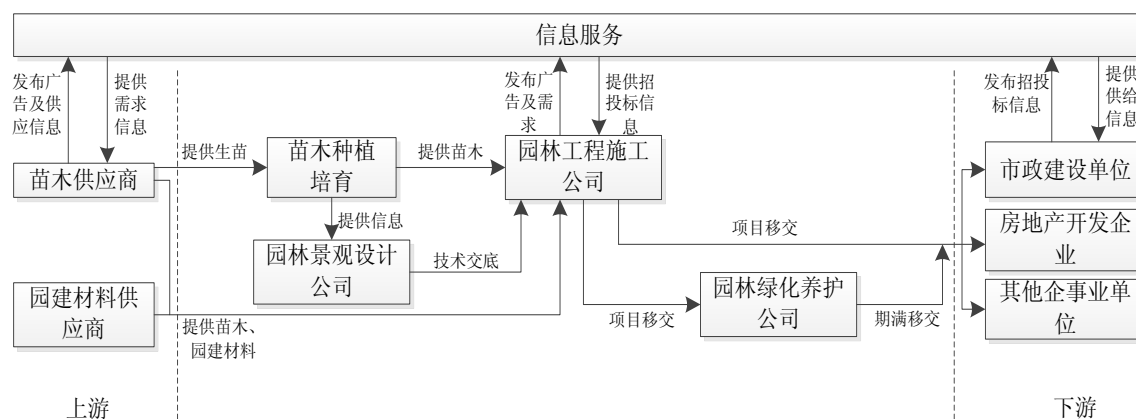 信息服务
发布广
告及供
应信息
提供
需求
信息
发布广
告及需
求
提供招
投标信
息
发布招投
标信息
提供
供给
信息
苗木供应商
提供生苗
苗木种植
培育
提供苗木
园林工程施工
公司
市政建设单位
提供信息
园林景观设计
公司
技术交底
项目移交
房地产开发企
业
园建材料供
应商
提供苗木、
园建材料
项目移交
园林绿化养护
公司
期满移交
其他企事业单
位
上游
下游